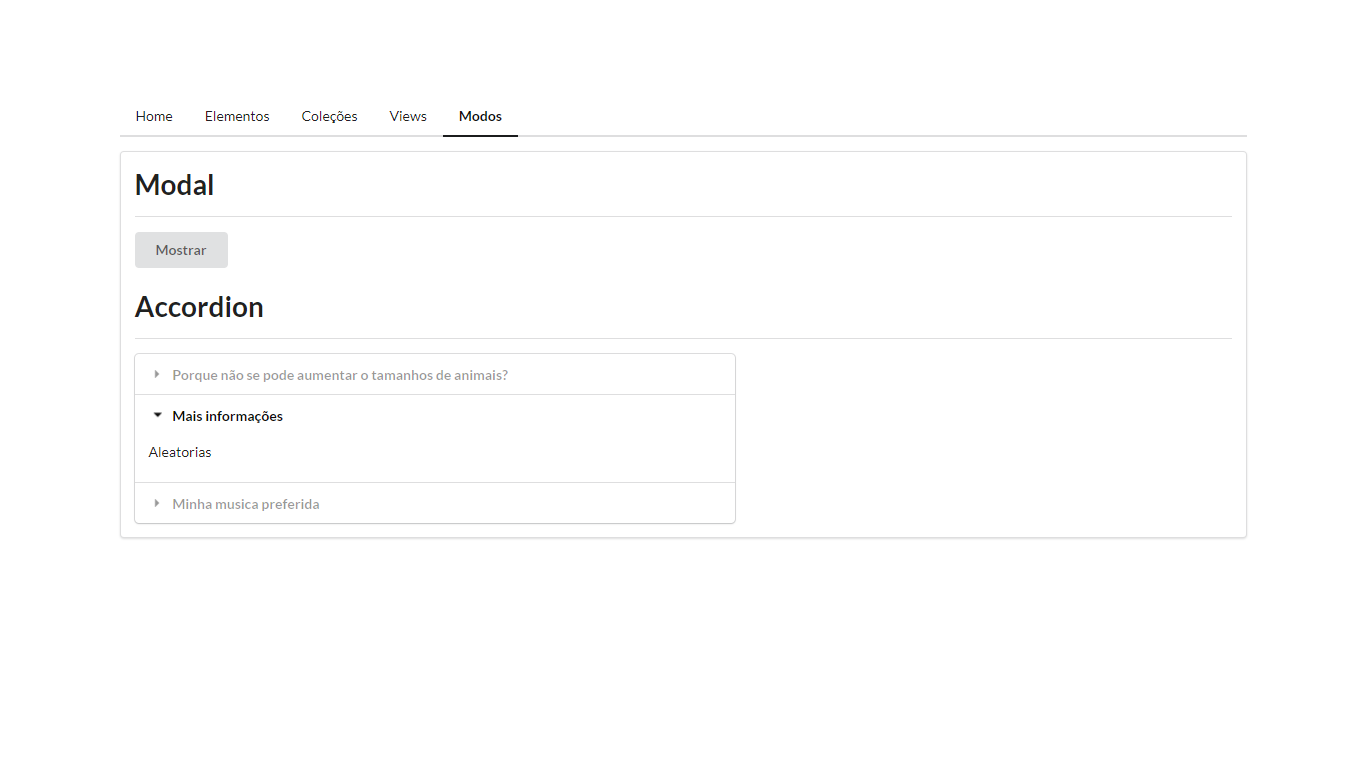 Home Elementos Coleções Views Modos
Modal
Mostrar
Accordion
Porque não se pode aumentar o tamanhos de animais?
Mais informações
Aleatorias
Minha musica preferida